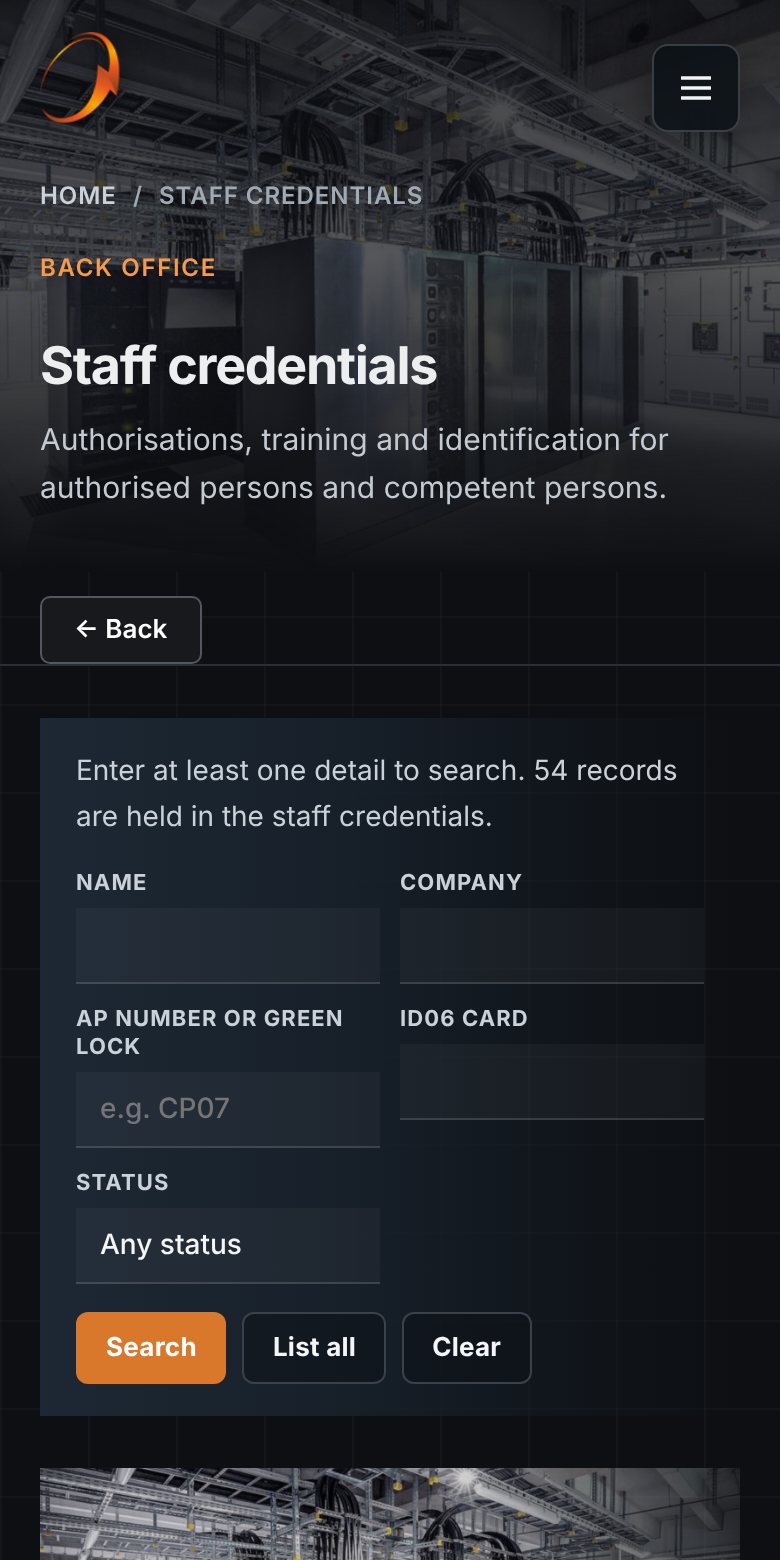 HOME / STAFF CREDENTIALS
BACK OFFICE
Staff credentials
Authorisations, training and identification for
authorised persons and competent persons.
← Back
Enter at least one detail to search. 54 records
are held in the staff credentials.
NAME
COMPANY
AP NUMBER OR GREEN
LOCK
ID06 CARD
e.g. CP07
STATUS
Any status
Search
List all
Clear